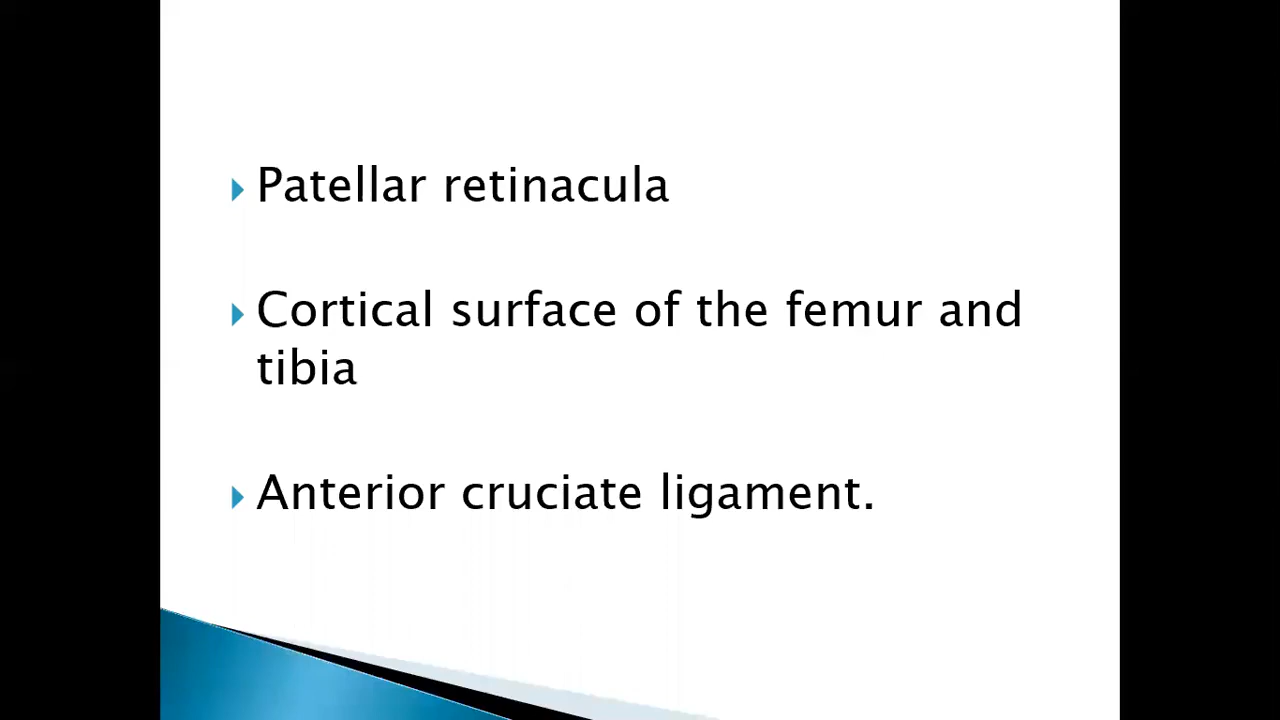 Patellar retinacula
Cortical surface of the femur and
tibia
Anterior cruciate ligament.